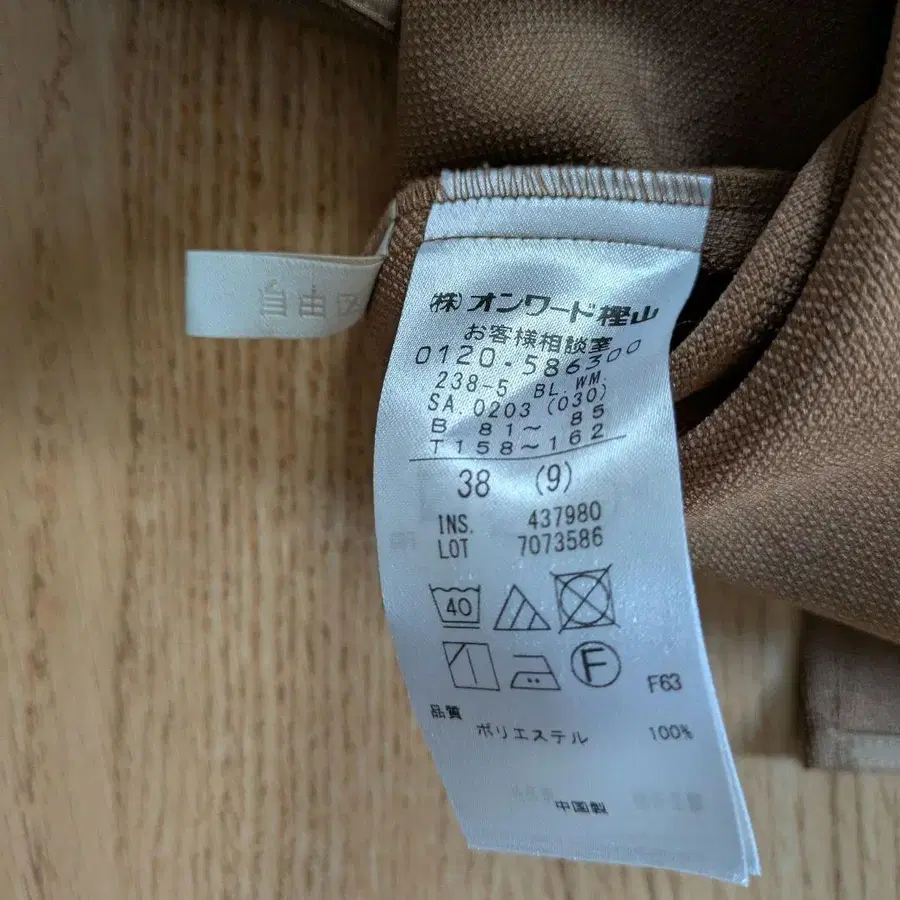 自由区
(株)オンワード樫山
お客様相談室
0120-586300
238-5 BL.WM.
SA.0203 (030)
B 81~ 85
T158~162
38 (9)
INS. 437980
LOT 7073586
40
F
F63
品質
ポリエステル 100%
中国製